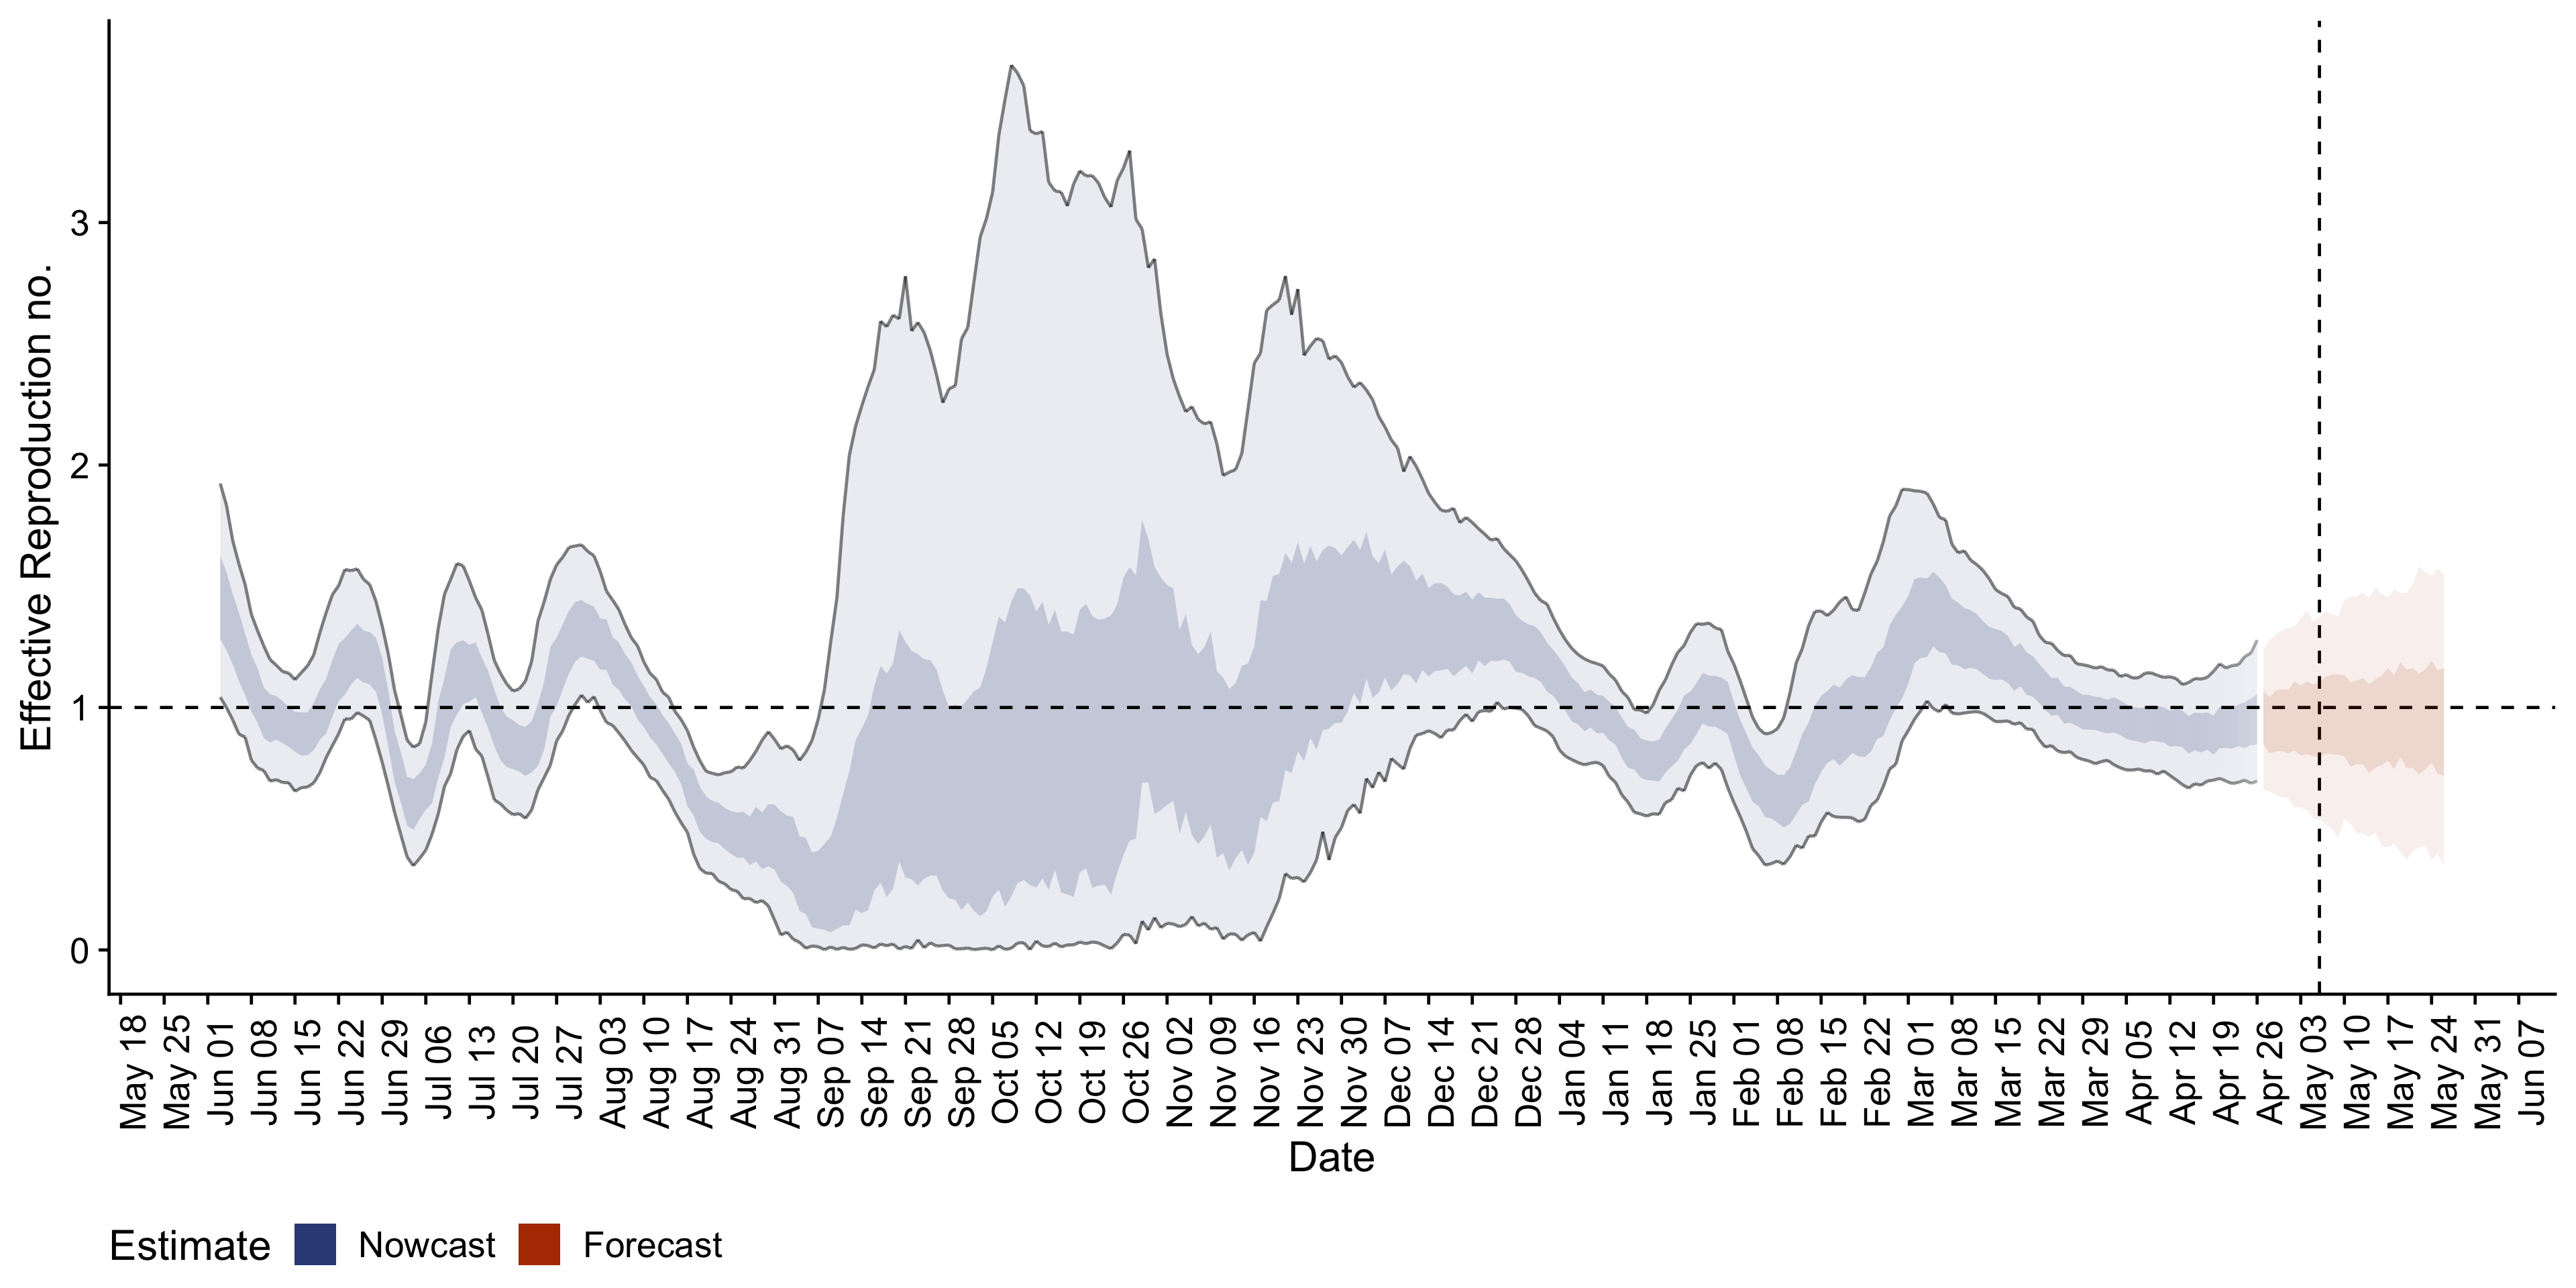 Effective Reproduction no.
3
2
1
0
May 18
May 25
Jun 01
Jun 08
Jun 15
Jun 22
Jun 29
Jul 06
Jul 13
Jul 20
Jul 27
Aug 03
Aug 10
Aug 17
Aug 24
Aug 31
Sep 07
Sep 14
Sep 21
Sep 28
Oct 05
Oct 12
Oct 19
Oct 26
Nov 02
Nov 09
Nov 16
Nov 23
Nov 30
Dec 07
Dec 14
Dec 21
Dec 28
Jan 04
Jan 11
Jan 18
Jan 25
Feb 01
Feb 08
Feb 15
Feb 22
Mar 01
Mar 08
Mar 15
Mar 22
Mar 29
Apr 05
Apr 12
Apr 19
Apr 26
May 03
May 10
May 17
May 24
May 31
Jun 07
Date
Estimate Nowcast Forecast